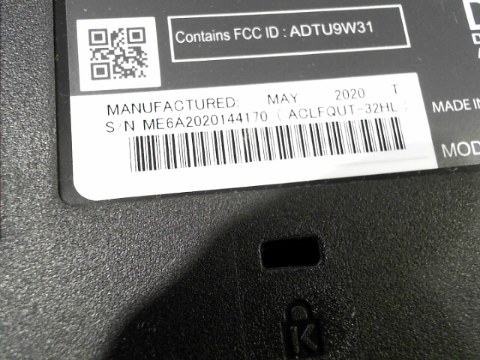 Contains FCC ID : ADTU9W31
MANUFACTURED: MAY 2020 T
S/N ME6A2020144170 ( ACLFQUT-32HL )
MADE IN
MOD
K